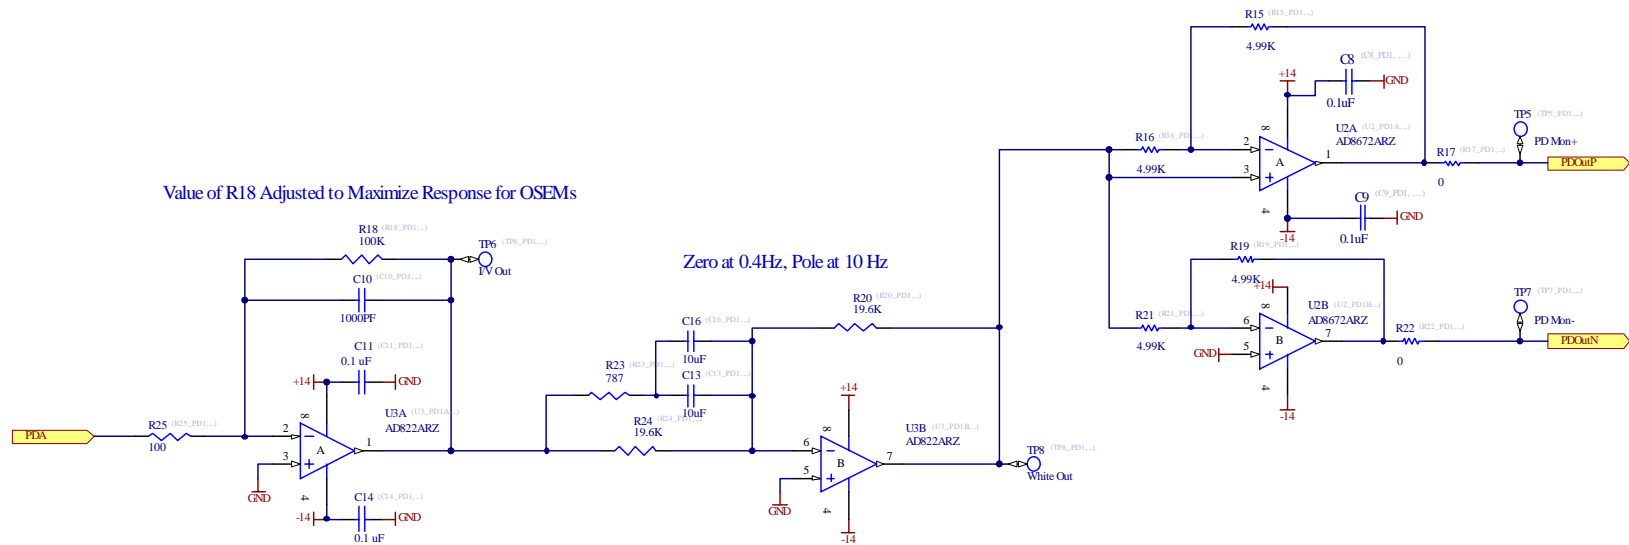 R15 (R15_PD1,...)
4.99K
C8 (C8_PD1, ...)
+14
GND
0.1uF
8
U2A (U2_PD1A,...)
AD8672ARZ
TP5 (TP5_PD1,...)
PD Mon+
R16
4.99K
2
3
A
1
R17 (R17_PD1,...)
0
PDOutP
4
C9 (C9_PD1, ...)
GND
-14
0.1uF
Value of R18 Adjusted to Maximize Response for OSEMs
R18 (R18_PD1,...)
100K
TP6 (TP6_PD1,...)
I/V Out
C10 (C10_PD1,...)
1000PF
Zero at 0.4Hz, Pole at 10 Hz
R19 (R19_PD1,...)
4.99K
+14
8
U2B (U2_PD1B,...)
AD8672ARZ
TP7 (TP7_PD1,...)
PD Mon-
R21 (R21_PD1,...)
4.99K
6
5
GND
B
7
R22 (R22_PD1,...)
0
PDOutN
4
-14
R20 (R20_PD1,...)
19.6K
C16 (C16_PD1,...)
10uF
C13 (C13_PD1,...)
10uF
R23 (R23_PD1,...)
787
R24
19.6K
C11 (C11_PD1,...)
0.1 uF
+14
GND
8
U3A (U3_PD1A,...)
AD822ARZ
PDA
R25 (R25_PD1,...)
100
2
3
A
1
GND
4
C14 (C14_PD1,...)
-14
GND
0.1 uF
+14
8
U3B (U3_PD1B,...)
AD822ARZ
6
5
B
7
GND
4
-14
TP8 (TP8_PD1,...)
White Out